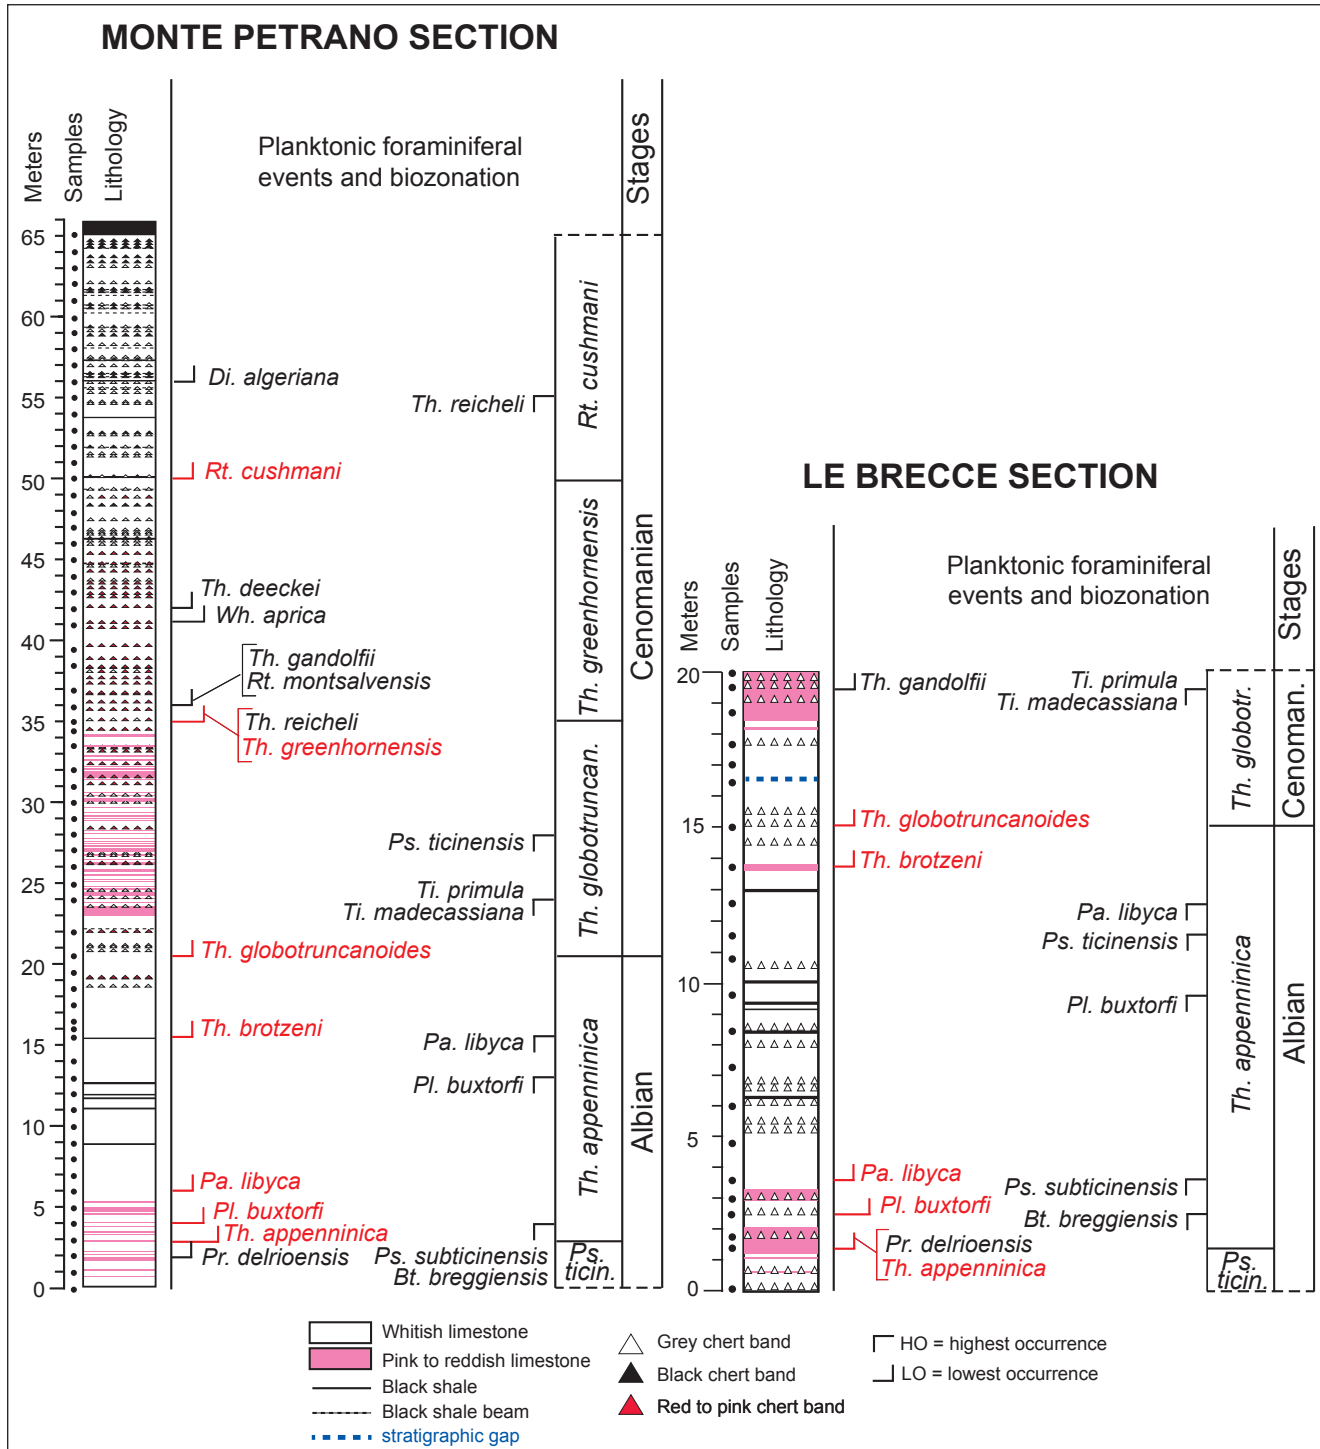 MONTE PETRANO SECTION
Meters
Samples
Lithology
Planktonic foraminiferal
events and biozonation
Stages
65
60
55
50
45
40
35
30
25
20
15
10
5
0
Di. algeriana
Rt. cushmani
Th. deeckei
Wh. aprica
Th. gandolfii
Rt. montsalvensis
Th. reicheli
Th. greenhornensis
Th. globotruncanoides
Th. brotzeni
Pa. libyca
Pl. buxtorfi
Th. appenninica
Pr. delrioensis
Th. reicheli
Ps. ticinensis
Ti. primula
Ti. madecassiana
Pa. libyca
Pl. buxtorfi
Ps. subticinensis
Bt. breggiensis
Rt. cushmani
Th. greenhornensis
Th. globotruncan.
Th. appenninica
Ps.
ticin.
Cenomanian
Albian
LE BRECCE SECTION
Meters
Samples
Lithology
Planktonic foraminiferal
events and biozonation
Stages
20
15
10
5
0
Th. gandolfii
Th. globotruncanoides
Th. brotzeni
Pa. libyca
Pl. buxtorfi
Pr. delrioensis
Th. appenninica
Ti. primula
Ti. madecassiana
Pa. libyca
Ps. ticinensis
Pl. buxtorfi
Ps. subticinensis
Bt. breggiensis
Th. globotr.
Th. appenninica
Ps.
ticin.
Cenoman.
Albian
Whitish limestone
Pink to reddish limestone
Black shale
Black shale beam
stratigraphic gap
Grey chert band
Black chert band
Red to pink chert band
HO = highest occurrence
LO = lowest occurrence